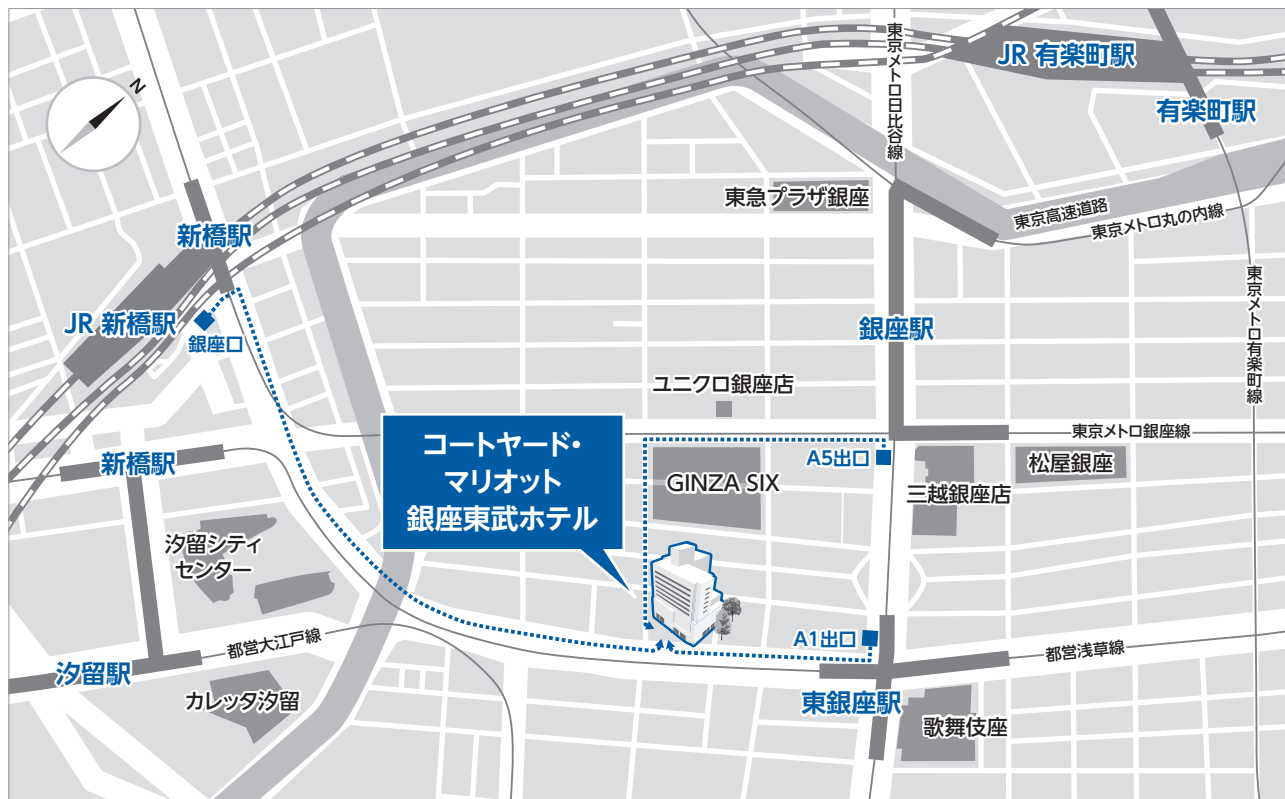 N
東京メトロ日比谷線
JR 有楽町駅
有楽町駅
東急プラザ銀座
東京高速道路
東京メトロ丸の内線
新橋駅
東京メトロ有楽町線
JR 新橋駅
銀座口
銀座駅
ユニクロ銀座店
コートヤード・
マリオット
銀座東武ホテル
東京メトロ銀座線
A5出口
新橋駅
GINZA SIX
三越銀座店
松屋銀座
汐留シティ
センター
A1出口
都営大江戸線
都営浅草線
汐留駅
カレッタ汐留
東銀座駅
歌舞伎座